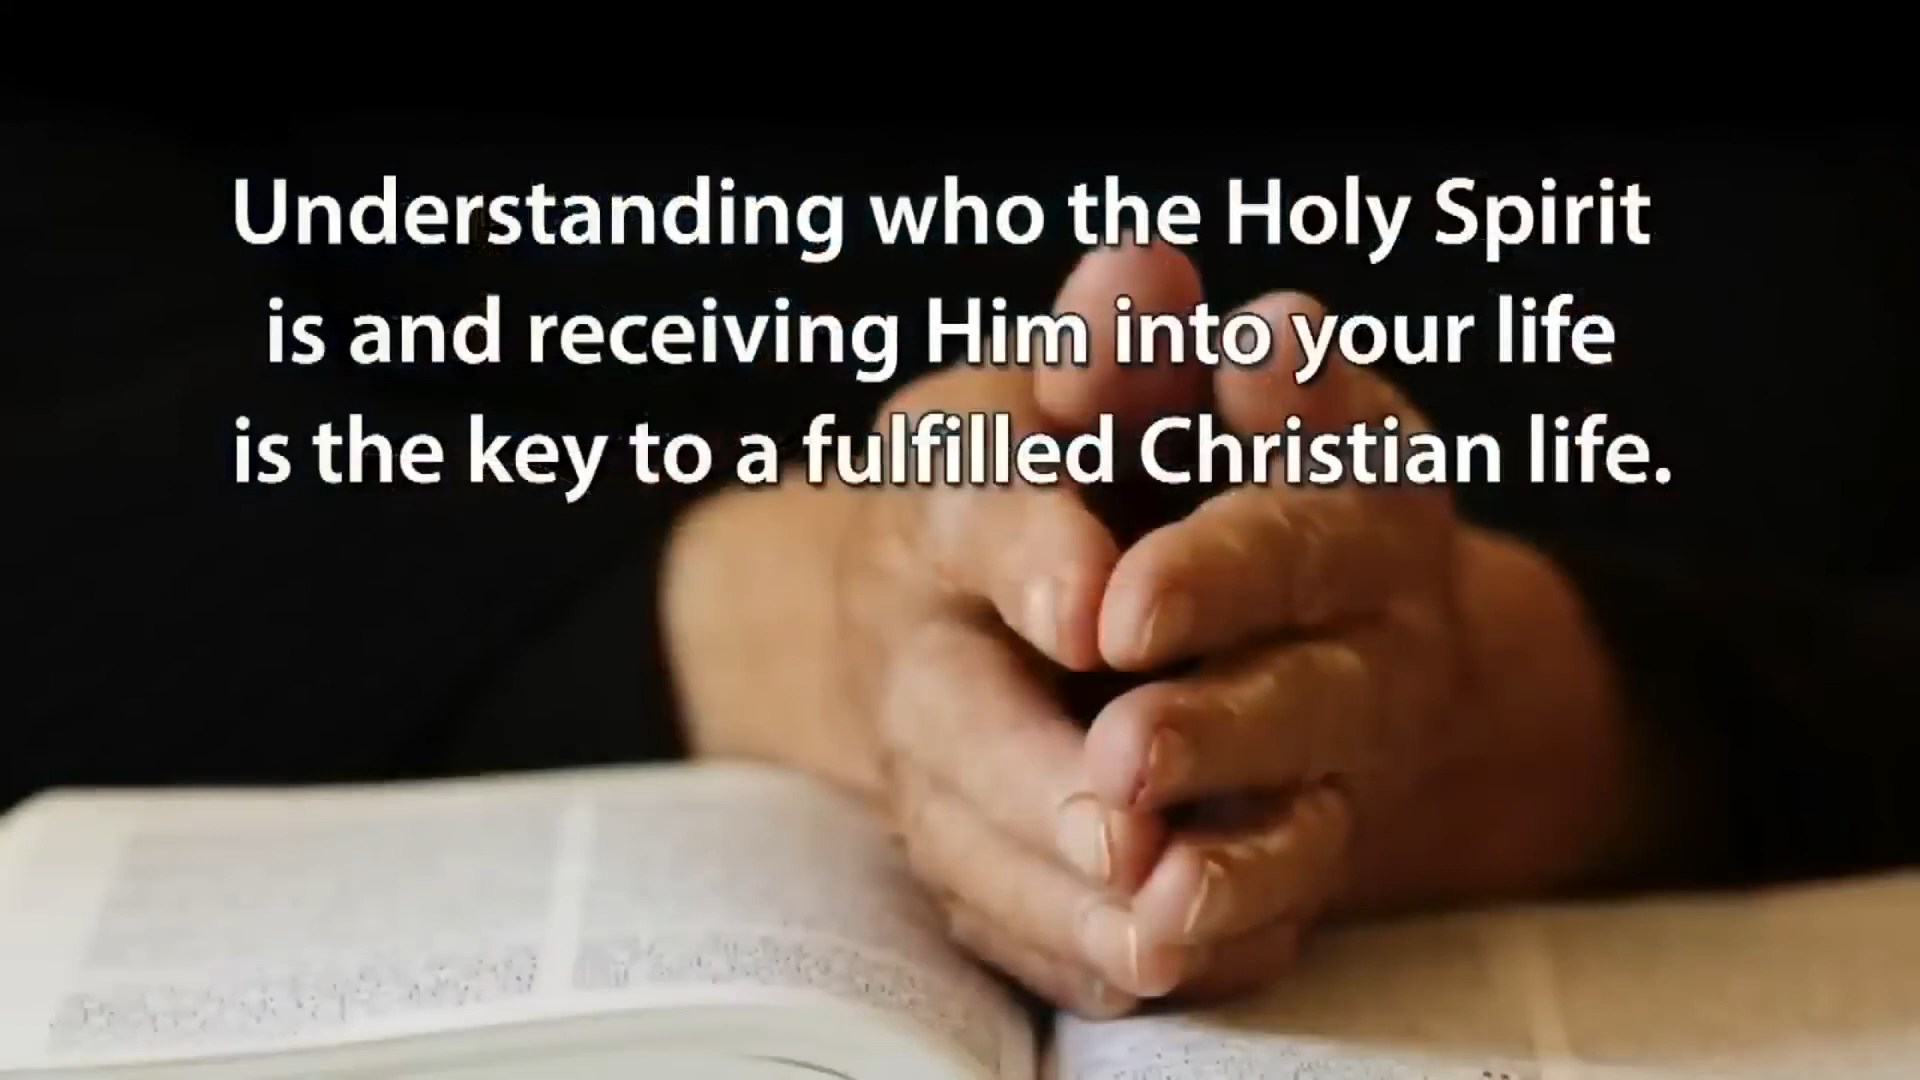 Understanding who the Holy Spirit
is and receiving Him into your life
is the key to a fulfilled Christian life.